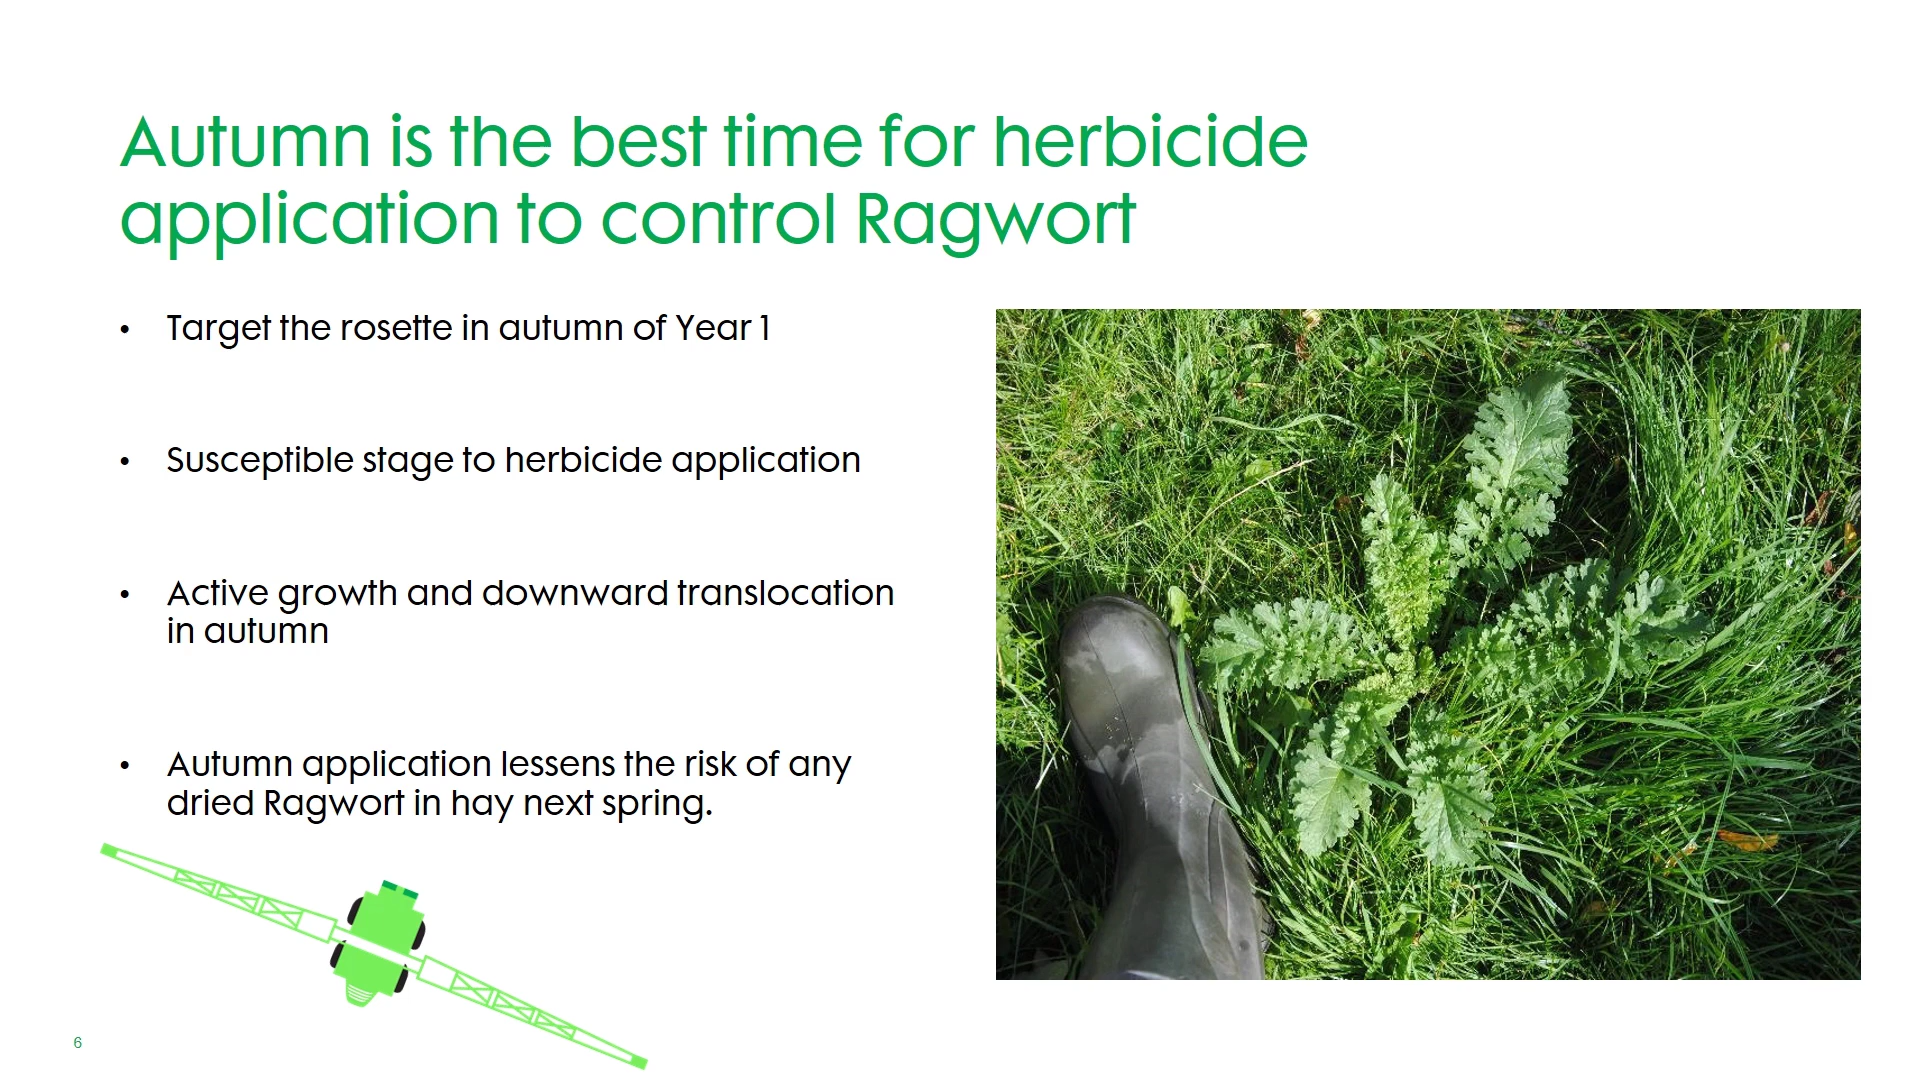 Autumn is the best time for herbicide
application to control Ragwort
• Target the rosette in autumn of Year 1
• Susceptible stage to herbicide application
• Active growth and downward translocation
in autumn
• Autumn application lessens the risk of any
dried Ragwort in hay next spring.
6